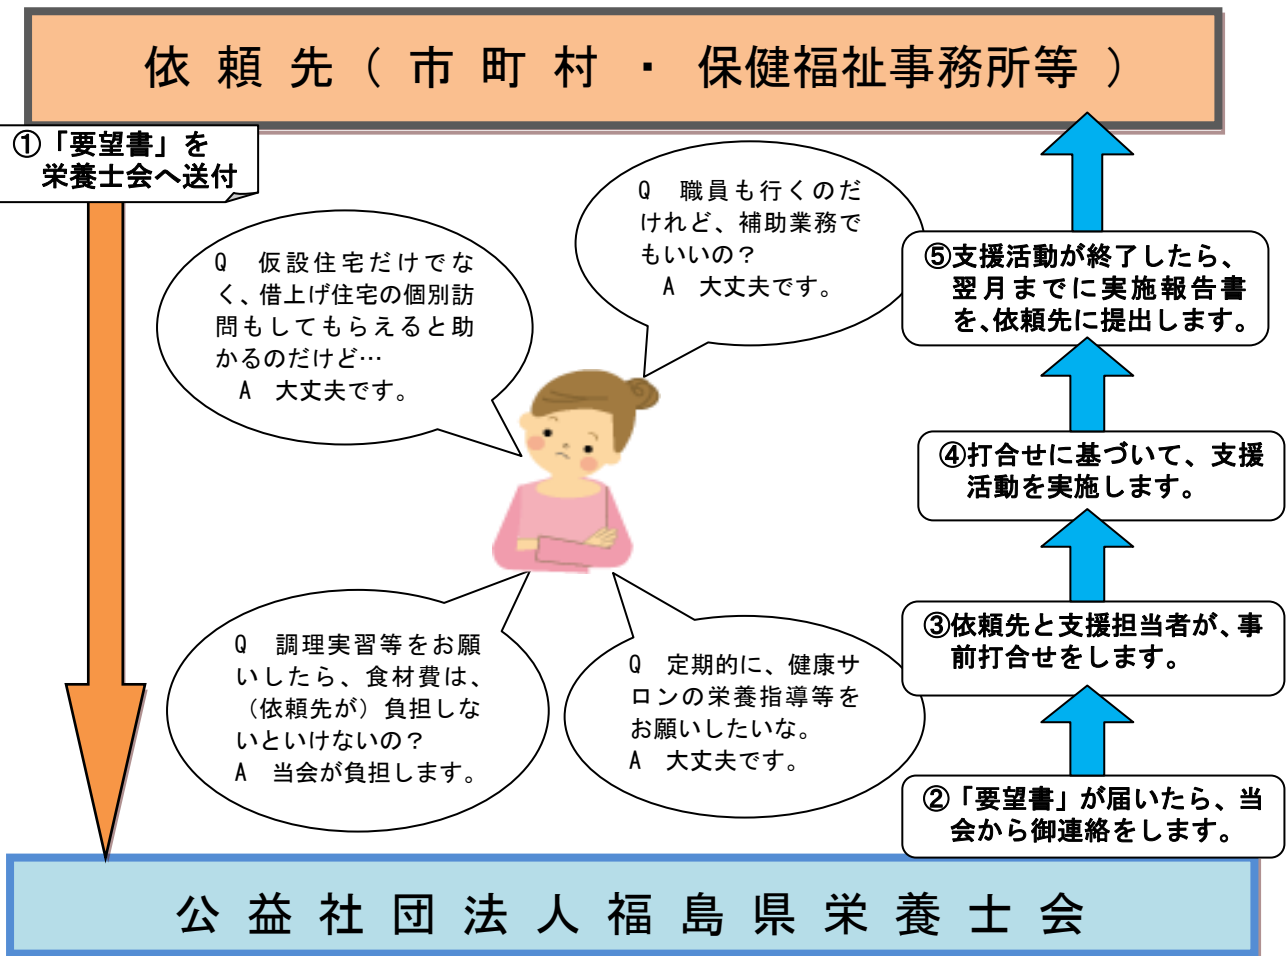 依頼先（市町村・保健福祉事務所等）
①「要望書」を
栄養士会へ送付
Q　職員も行くのだ
けれど、補助業務で
もいいの？
A　大丈夫です。
Q　仮設住宅だけでな
く、借上げ住宅の個別訪
問もしてもらえると助
かるのだけど…
A　大丈夫です。
⑤支援活動が終了したら、
翌月までに実施報告書
を、依頼先に提出します。
④打合せに基づいて、支援
活動を実施します。
③依頼先と支援担当者が、事
前打合せをします。
②「要望書」が届いたら、当
会から御連絡をします。
Q　調理実習等をお願
いしたら、食材費は、
（依頼先が）負担しな
いといけないの？
A　当会が負担します。
Q　定期的に、健康サ
ロンの栄養指導等を
お願いしたいな。
A　大丈夫です。
公益社団法人福島県栄養士会